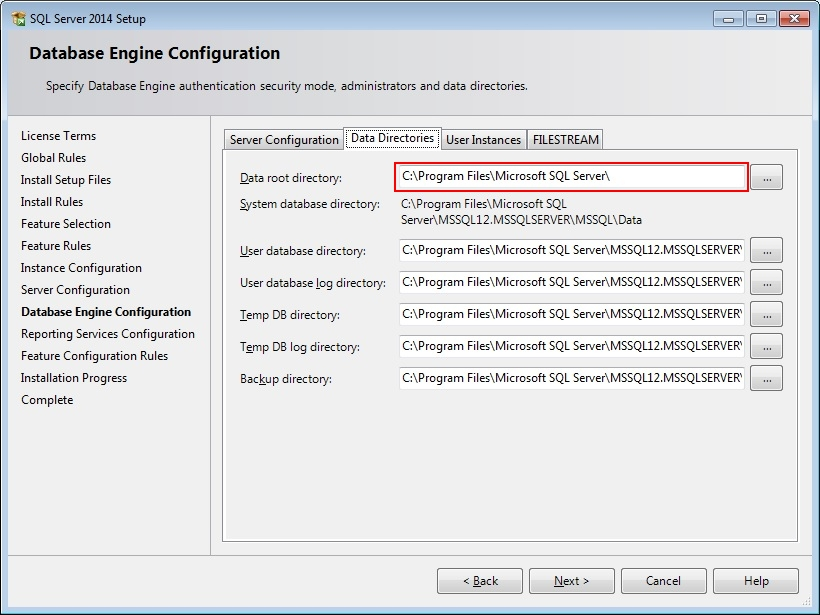 SQL Server 2014 Setup
Database Engine Configuration
Specify Database Engine authentication security mode, administrators and data directories.
License Terms
Global Rules
Install Setup Files
Install Rules
Feature Selection
Feature Rules
Instance Configuration
Server Configuration
Database Engine Configuration
Reporting Services Configuration
Feature Configuration Rules
Installation Progress
Complete
Server Configuration Data Directories User Instances FILESTREAM
Data root directory: C:\Program Files\Microsoft SQL Server\ ...
System database directory: C:\Program Files\Microsoft SQL
Server\MSSQL12.MSSQLSERVER\MSSQL\Data
User database directory: C:\Program Files\Microsoft SQL Server\MSSQL12.MSSQLSERVER\ ...
User database log directory: C:\Program Files\Microsoft SQL Server\MSSQL12.MSSQLSERVER\ ...
Temp DB directory: C:\Program Files\Microsoft SQL Server\MSSQL12.MSSQLSERVER\ ...
Temp DB log directory: C:\Program Files\Microsoft SQL Server\MSSQL12.MSSQLSERVER\ ...
Backup directory: C:\Program Files\Microsoft SQL Server\MSSQL12.MSSQLSERVER\ ...
< Back Next > Cancel Help